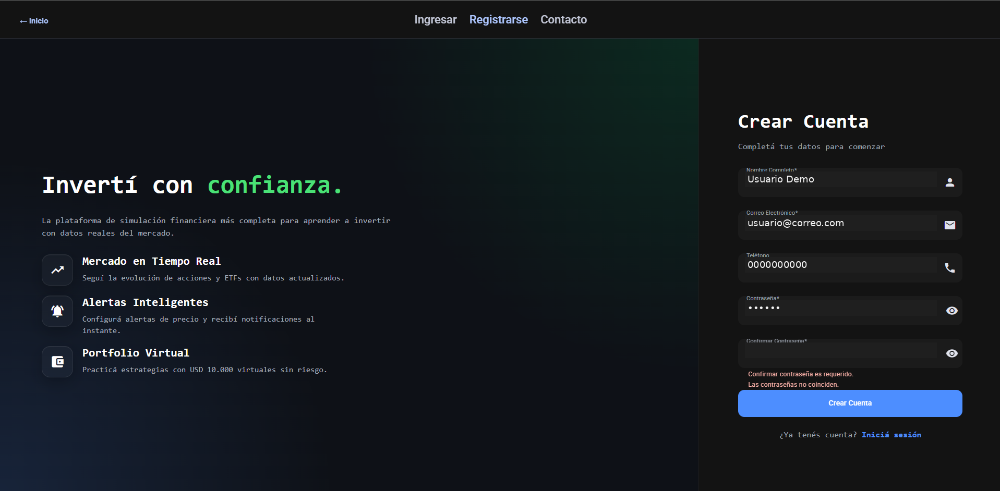 ← Inicio
Ingresar Registrarse Contacto
Invertí con confianza.
La plataforma de simulación financiera más completa para aprender a invertir
con datos reales del mercado.
Mercado en Tiempo Real
Seguí la evolución de acciones y ETFs con datos actualizados.
Alertas Inteligentes
Configurá alertas de precio y recibí notificaciones al
instante.
Portfolio Virtual
Practicá estrategias con USD 10.000 virtuales sin riesgo.
Crear Cuenta
Completá tus datos para comenzar
Nombre Completo*
Usuario Demo
Correo Electrónico*
usuario@correo.com
Teléfono
0000000000
Contraseña*
••••••
Confirmar Contraseña*
Confirmar contraseña es requerido.
Las contraseñas no coinciden.
Crear Cuenta
¿Ya tenés cuenta? Iniciá sesión